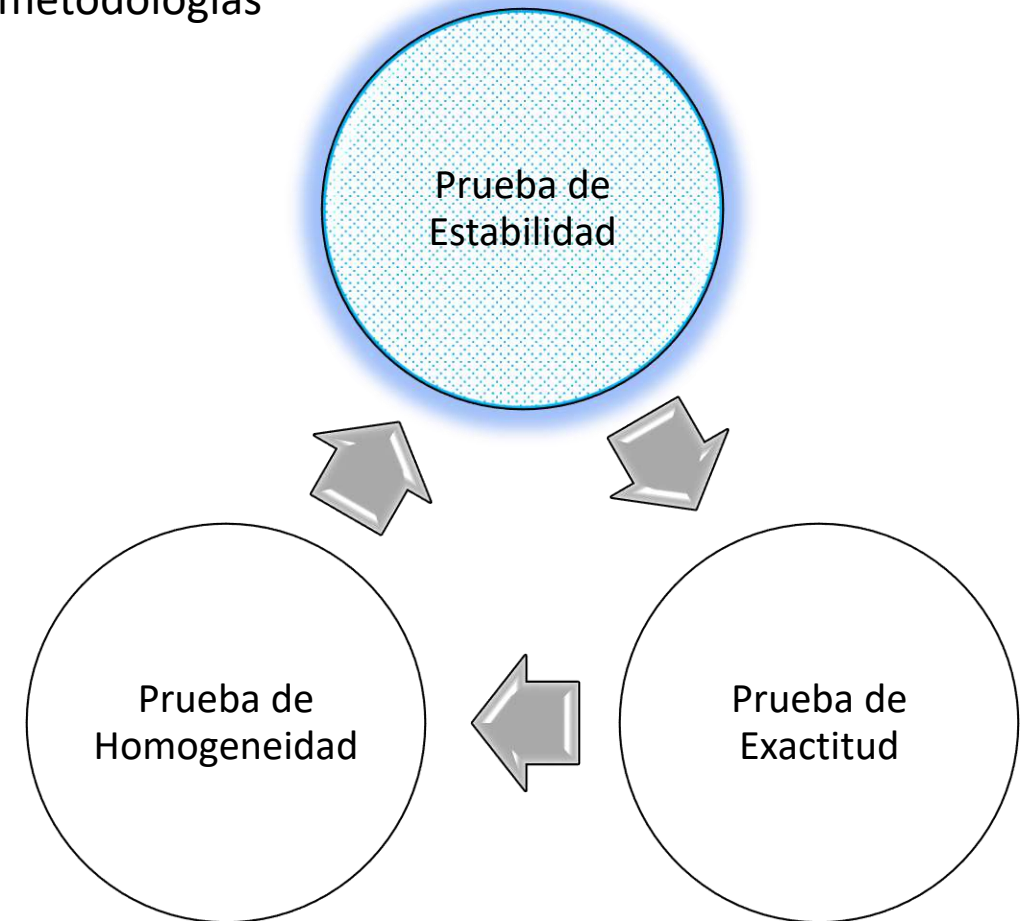 metodologías
Prueba de
Estabilidad
Prueba de
Homogeneidad
Prueba de
Exactitud